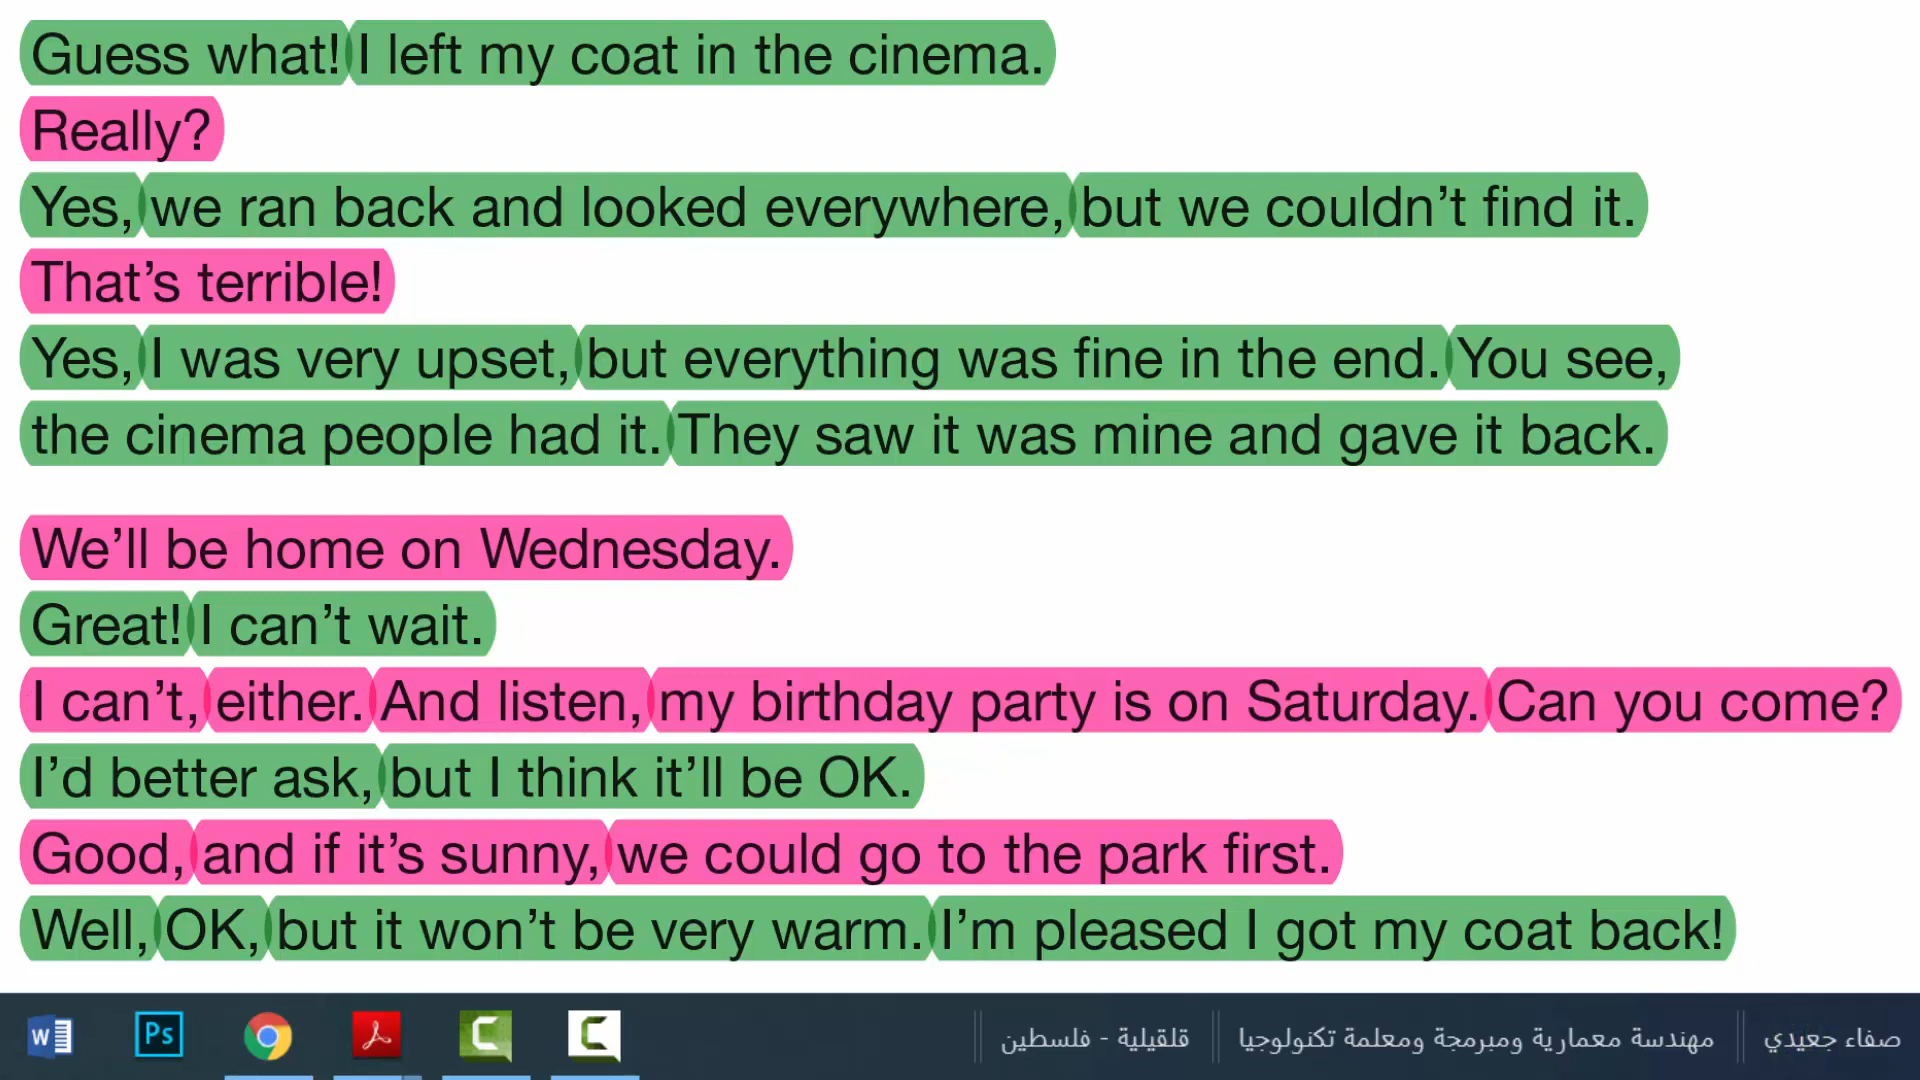 Guess what! I left my coat in the cinema.
Really?
Yes, we ran back and looked everywhere, but we couldn’t find it.
That’s terrible!
Yes, I was very upset, but everything was fine in the end. You see,
the cinema people had it. They saw it was mine and gave it back.
We’ll be home on Wednesday.
Great! I can’t wait.
I can’t, either. And listen, my birthday party is on Saturday. Can you come?
I’d better ask, but I think it’ll be OK.
Good, and if it’s sunny, we could go to the park first.
Well, OK, but it won’t be very warm. I’m pleased I got my coat back!
W Ps C C
صفاء جعيدي | مهندسة معمارية ومبرمجة ومعلمة تكنولوجيا | قلقيلية - فلسطين